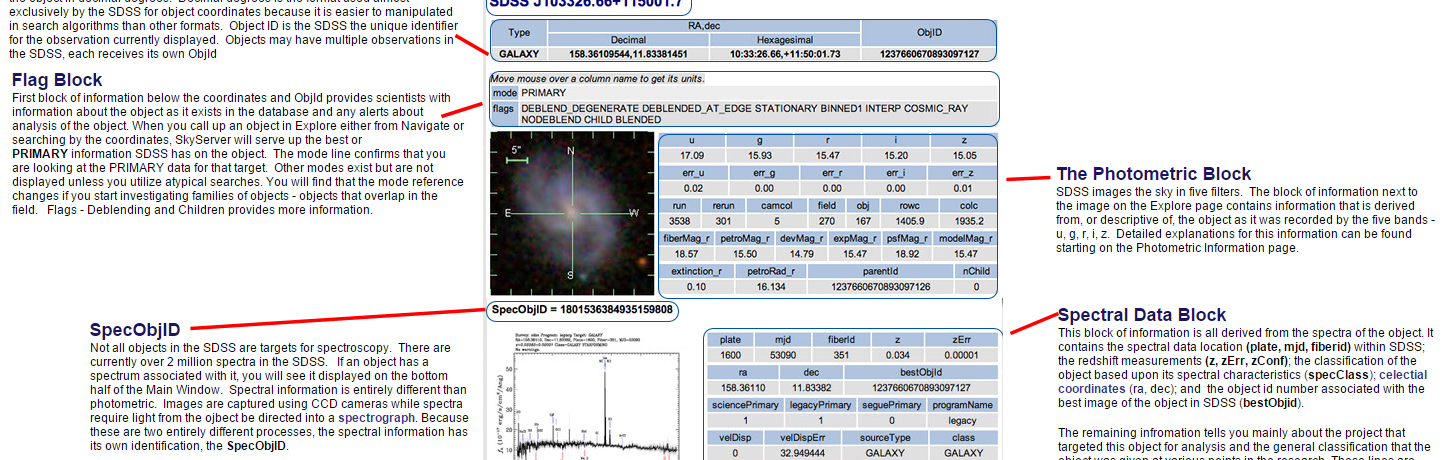 the object in decimal degrees. Decimal degrees is the format used almost
exclusively by the SDSS for object coordinates because it is easier to manipulated
in search algorithms than other formats. Object ID is the SDSS the unique identifier
for the observation currently displayed. Objects may have multiple observations in
the SDSS, each receives its own ObjId
Flag Block
First block of information below the coordinates and ObjId provides scientists with
information about the object as it exists in the database and any alerts about
analysis of the object. When you call up an object in Explore either from Navigate or
searching by the coordinates, SkyServer will serve up the best or
PRIMARY information SDSS has on the object. The mode line confirms that you
are looking at the PRIMARY data for that target. Other modes exist but are not
displayed unless you utilize atypical searches. You will find that the mode reference
changes if you start investigating families of objects - objects that overlap in the
field. Flags - Deblending and Children provides more information.
SpecObjID
Not all objects in the SDSS are targets for spectroscopy. There are
currently over 2 million spectra in the SDSS. If an object has a
spectrum associated with it, you will see it displayed on the bottom
half of the Main Window. Spectral information is entirely different than
photometric. Images are captured using CCD cameras while spectra
require light from the object be directed into a spectrograph. Because
these are two entirely different processes, the spectral information has
its own identification, the SpecObjID.
SDSS J103326.66+115001.7
Type RA,dec ObjID
Decimal Hexagesimal
GALAXY 158.36109544,11.83381451 10:33:26.66,+11:50:01.73 1237660670893097127
Move mouse over a column name to get its units.
mode PRIMARY
flags DEBLEND_DEGENERATE DEBLENDED_AT_EDGE STATIONARY BINNED1 INTERP COSMIC_RAY
NODEBLEND CHILD BLENDED
5"
N
E
W
S
u g r i z
17.09 15.93 15.47 15.20 15.05
err_u err_g err_r err_i err_z
0.02 0.00 0.00 0.00 0.01
run rerun camcol field obj rowc colc
3538 301 5 270 167 1405.9 1935.2
fiberMag_r petroMag_r devMag_r expMag_r psfMag_r modelMag_r
18.57 15.50 14.79 15.47 18.92 15.47
extinction_r petroRad_r parentId nChild
0.10 16.134 1237660670893097126 0
SpecObjID = 1801536384935159808
plate mjd fiberId z zErr
1600 53090 351 0.034 0.00001
ra dec bestObjId
158.36110 11.83382 1237660670893097127
sciencePrimary legacyPrimary seguePrimary programName
1 1 0 legacy
velDisp velDispErr sourceType class
0 32.949444 GALAXY GALAXY
The Photometric Block
SDSS images the sky in five filters. The block of information next to
the image on the Explore page contains information that is derived
from, or descriptive of, the object as it was recorded by the five bands -
u, g, r, i, z. Detailed explanations for this information can be found
starting on the Photometric Information page.
Spectral Data Block
This block of information is all derived from the spectra of the object. It
contains the spectral data location (plate, mjd, fiberid) within SDSS;
the redshift measurements (z, zErr, zConf); the classification of the
object based upon its spectral characteristics (specClass); celectial
coordinates (ra, dec); and the object id number associated with the
best image of the object in SDSS (bestObjid).
The remaining infromation tells you mainly about the project that
targeted this object for analysis and the general classification that the
object was given at various points in the research. These lines are